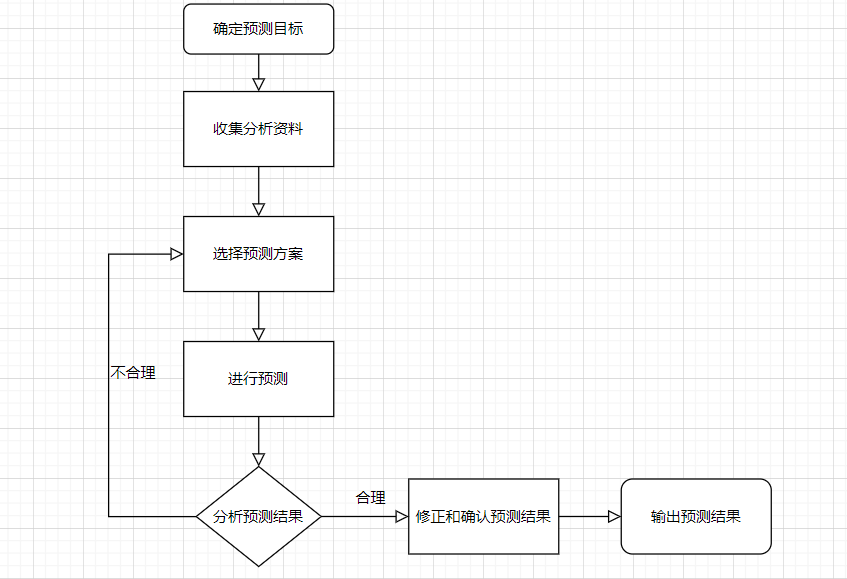 确定预测目标
收集分析资料
选择预测方案
不合理
进行预测
分析预测结果
合理
修正和确认预测结果
输出预测结果